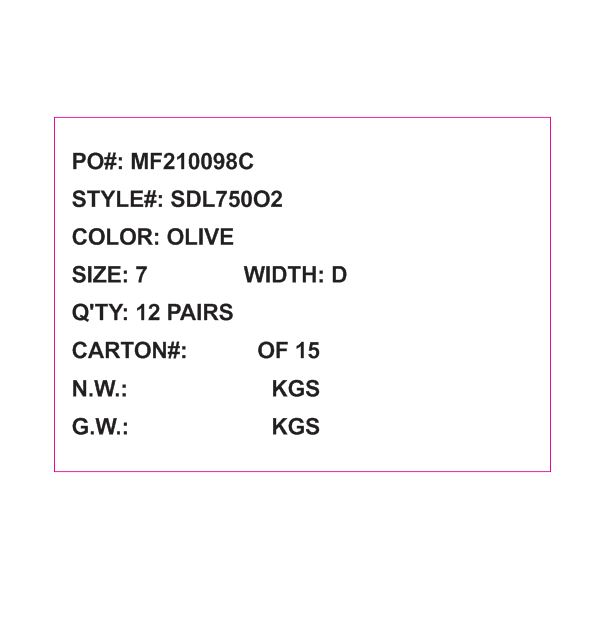 PO#: MF210098C
STYLE#: SDL750O2
COLOR: OLIVE
SIZE: 7 WIDTH: D
Q'TY: 12 PAIRS
CARTON#: OF 15
N.W.: KGS
G.W.: KGS